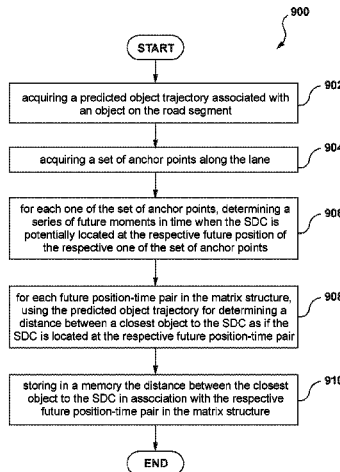 900
START
acquiring a predicted object trajectory associated with
an object on the road segment
902
acquiring a set of anchor points along the lane
904
for each one of the set of anchor points, determining a
series of future moments in time when the SDC is
potentially located at the respective future position of
the respective one of the set of anchor points
908
for each future position-time pair in the matrix structure,
using the predicted object trajectory for determining a
distance between a closest object to the SDC as if the
SDC is located at the respective future position-time pair
908
storing in a memory the distance between the closest
object to the SDC in association with the respective
future position-time pair in the matrix structure
910
END